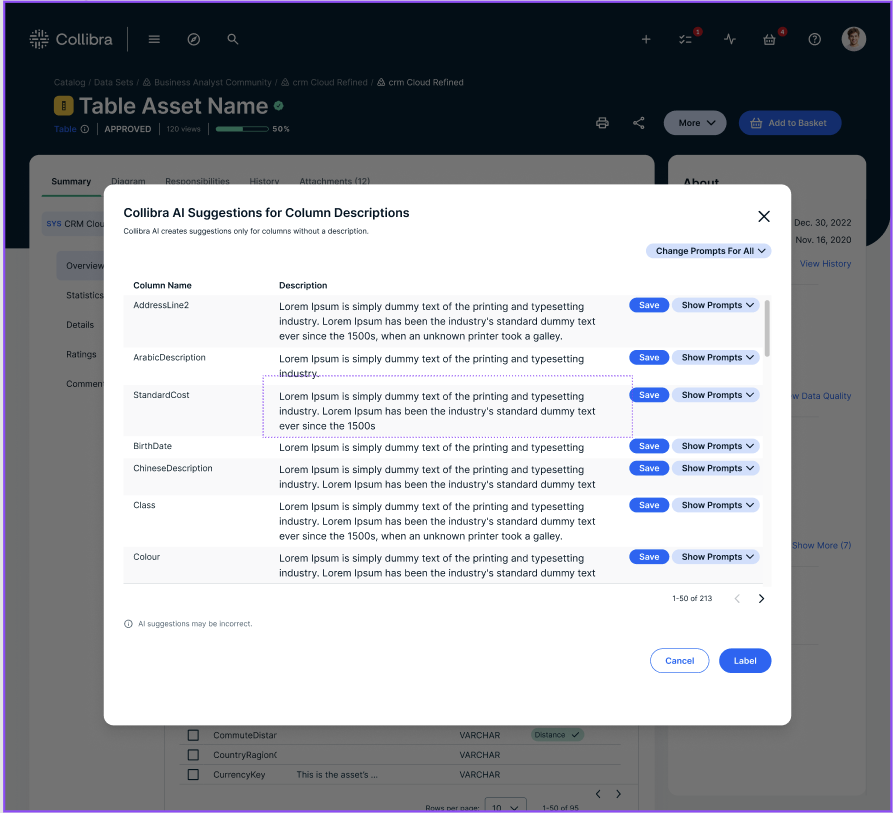 Collibra
1
4
Catalog / Data Sets / Business Analyst Community / crm Cloud Refined / crm Cloud Refined
Table Asset Name
Table APPROVED 120 views 50%
More
Add to Basket
Summary Diagram Responsibilities History Attachments (12)
About
SYS CRM Clou
Dec. 30, 2022
Nov. 16, 2020
View History
Overview
Statistics
Details
Ratings
Commen
w Data Quality
Show More (7)
Collibra AI Suggestions for Column Descriptions
Collibra AI creates suggestions only for columns without a description.
Change Prompts For All
Column Name Description
AddressLine2
Lorem Ipsum is simply dummy text of the printing and typesetting
industry. Lorem Ipsum has been the industry's standard dummy text
ever since the 1500s, when an unknown printer took a galley.
Save Show Prompts
ArabicDescription
Lorem Ipsum is simply dummy text of the printing and typesetting
industry.
Save Show Prompts
StandardCost
Lorem Ipsum is simply dummy text of the printing and typesetting
industry. Lorem Ipsum has been the industry's standard dummy text
ever since the 1500s
Save Show Prompts
BirthDate
Lorem Ipsum is simply dummy text of the printing and typesetting
Save Show Prompts
ChineseDescription
Lorem Ipsum is simply dummy text of the printing and typesetting
industry. Lorem Ipsum has been the industry's standard dummy text
Save Show Prompts
Class
Lorem Ipsum is simply dummy text of the printing and typesetting
industry. Lorem Ipsum has been the industry's standard dummy text
ever since the 1500s, when an unknown printer took a galley.
Save Show Prompts
Colour
Lorem Ipsum is simply dummy text of the printing and typesetting
industry. Lorem Ipsum has been the industry's standard dummy text
Save Show Prompts
1-50 of 213
AI suggestions may be incorrect.
Cancel Label
CommuteDistar VARCHAR Distance
CountryRagion VARCHAR
CurrencyKey This is the asset's ... VARCHAR
Rows per page: 10 1-50 of 95